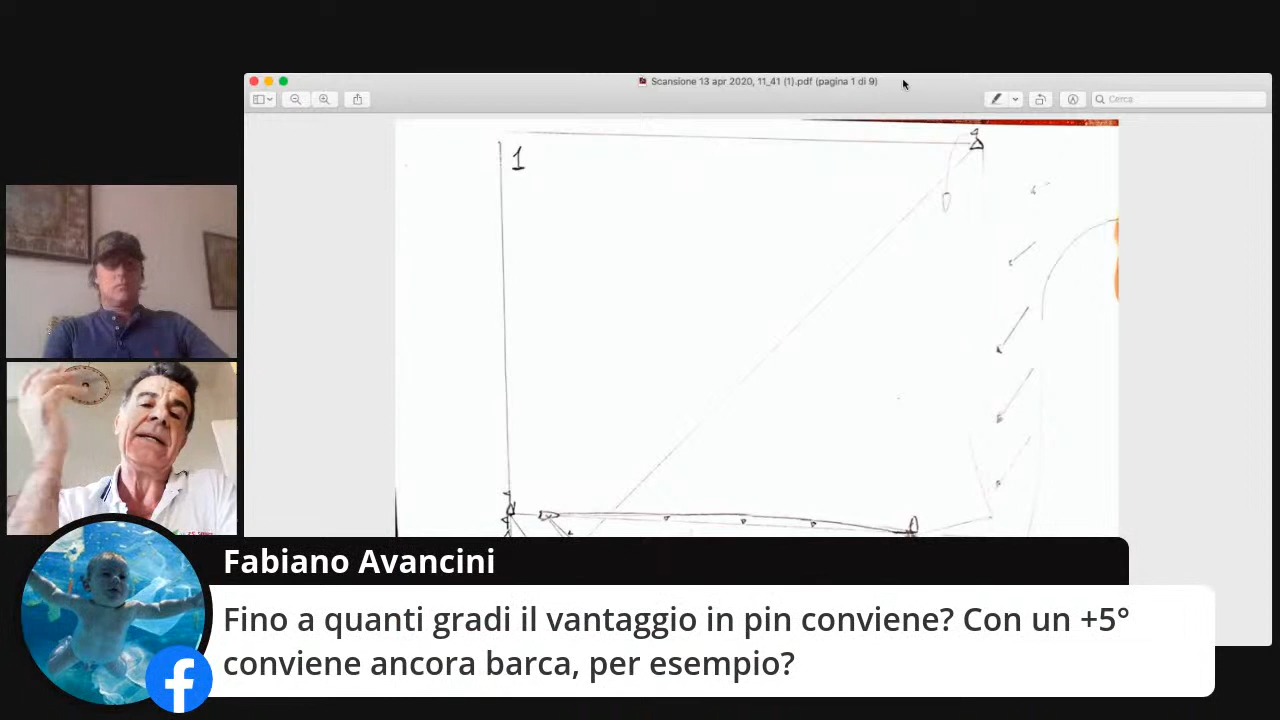 Scansione 13 apr 2020, 11_41 (1).pdf (pagina 1 di 9)
Cerca
1
Fabiano Avancini
Fino a quanti gradi il vantaggio in pin conviene? Con un +5°
conviene ancora barca, per esempio?